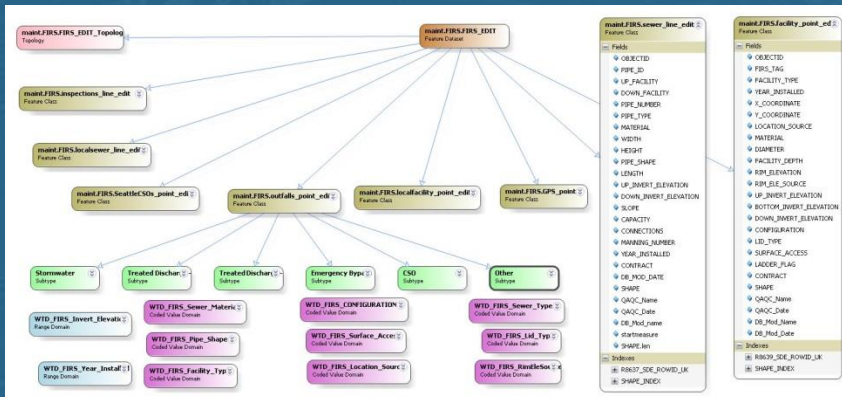 maint.FIRS.FIRS_EDIT_Topolog
Topology
maint.FIRS.FIRS_EDIT
Feature Dataset
maint.FIRS.inspections_line_edit
Feature Class
maint.FIRS.localsewer_line_edi
Feature Class
maint.FIRS.SeattleCSOs_point_edi
Feature Class
maint.FIRS.outfalls_point_edi
Feature Class
maint.FIRS.localfacility_point_edit
Feature Class
maint.FIRS.GPS_point
Feature Class
Stormwater
Subtype
Treated Dischar
Subtype
TreatedDischar
Subtype
Emergency Bypa
Subtype
CSO
Subtype
Other
Subtype
WTD_FIRS_Invert_Elevatio
Range Domain
WTD_FIRS_Year_Install
Range Domain
WTD_FIRS_Sewer_Materia
Coded Value Domain
WTD_FIRS_Pipe_Shape
Coded Value Domain
WTD_FIRS_Facility_Typ
Coded Value Domain
WTD_FIRS_CONFIGURATION
Coded Value Domain
WTD_FIRS_Surface_Acces
Coded Value Domain
WTD_FIRS_Location_Sourc
Coded Value Domain
WTD_FIRS_Sewer_Type
Coded Value Domain
WTD_FIRS_Lid_Typ
Coded Value Domain
WTD_FIRS_RimEleSou
Coded Value Domain
maint.FIRS.sewer_line_edi
Feature Class
Fields
OBJECTID
PIPE_ID
UP_FACILITY
DOWN_FACILITY
PIPE_NUMBER
PIPE_TYPE
MATERIAL
WIDTH
HEIGHT
PIPE_SHAPE
LENGTH
UP_INVERT_ELEVATION
DOWN_INVERT_ELEVATION
SLOPE
CAPACITY
CONNECTIONS
MANNING_NUMBER
YEAR_INSTALLED
CONTRACT
DB_MOD_DATE
SHAPE
QAQC_Name
QAQC_Date
DB_Mod_name
startmeasure
SHAPE.len
Indexes
R8637_SDE_ROWID_UK
SHAPE_INDEX
maint.FIRS.facility_point_ed
Feature Class
Fields
OBJECTID
FIRS_TAG
FACILITY_TYPE
YEAR_INSTALLED
X_COORDINATE
Y_COORDINATE
LOCATION_SOURCE
MATERIAL
DIAMETER
FACILITY_DEPTH
RIM_ELEVATION
RIM_ELE_SOURCE
UP_INVERT_ELEVATION
BOTTOM_INVERT_ELEVATION
DOWN_INVERT_ELEVATION
CONFIGURATION
LID_TYPE
SURFACE_ACCESS
LADDER_FLAG
CONTRACT
SHAPE
QAQC_Name
QAQC_Date
DB_Mod_Name
DB_Mod_Date
Indexes
R8639_SDE_ROWID_UK
SHAPE_INDEX